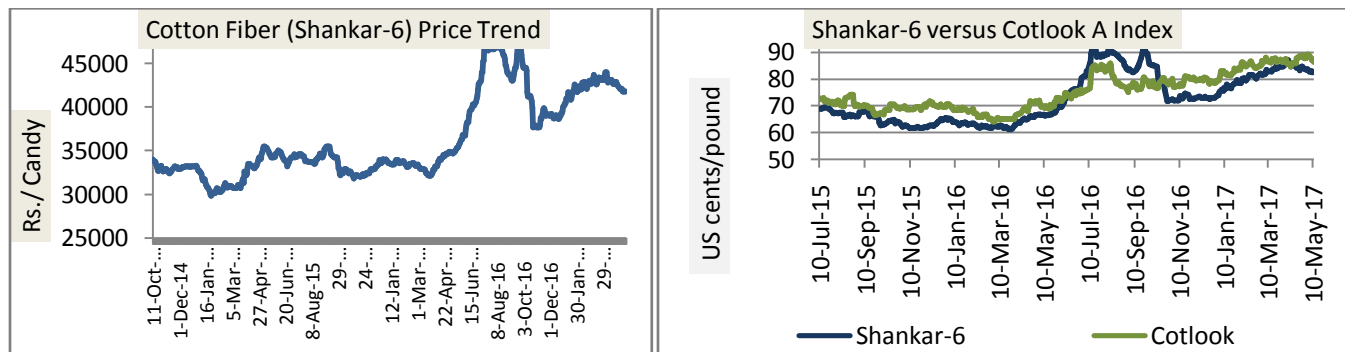 Cotton Fiber (Shankar-6) Price Trend
Rs./ Candy
45000
40000
35000
30000
25000
11-Oct-...
1-Dec-14
16-Jan-...
5-Mar-...
27-Apr-...
20-Jun-...
8-Aug-15
29-...
24-...
12-Jan-...
1-Mar-...
22-Apr-...
15-Jun-...
8-Aug-16
3-Oct-16
1-Dec-16
30-Jan-...
29-...
Shankar-6 versus Cotlook A Index
US cents/pound
90
80
70
60
50
10-Jul-15
10-Sep-15
10-Nov-15
10-Jan-16
10-Mar-16
10-May-16
10-Jul-16
10-Sep-16
10-Nov-16
10-Jan-17
10-Mar-17
10-May-17
Shankar-6
Cotlook